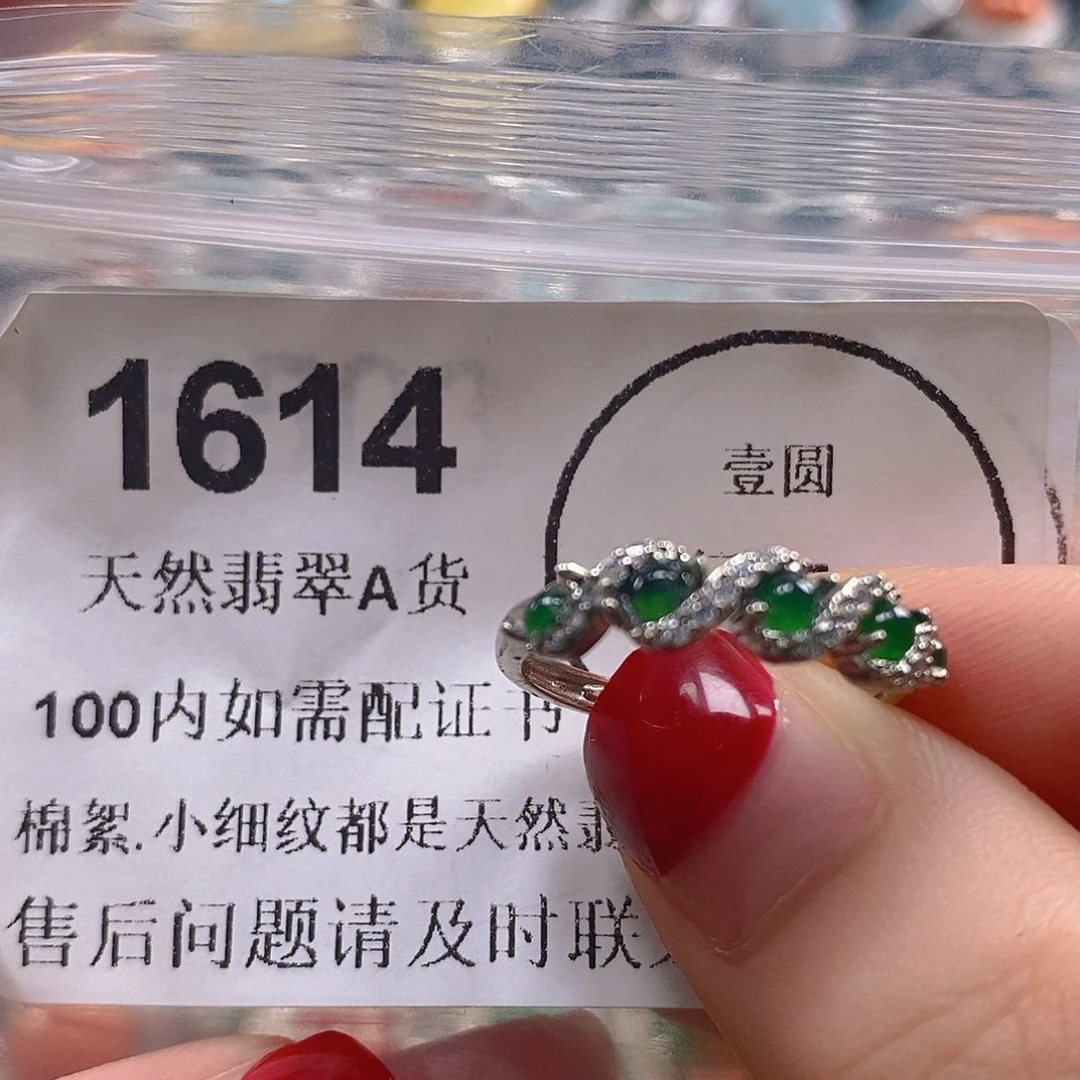 1614
壹圆
天然翡翠A货
100内如需配证书
棉絮.小细纹都是天然翡
售后问题请及时联